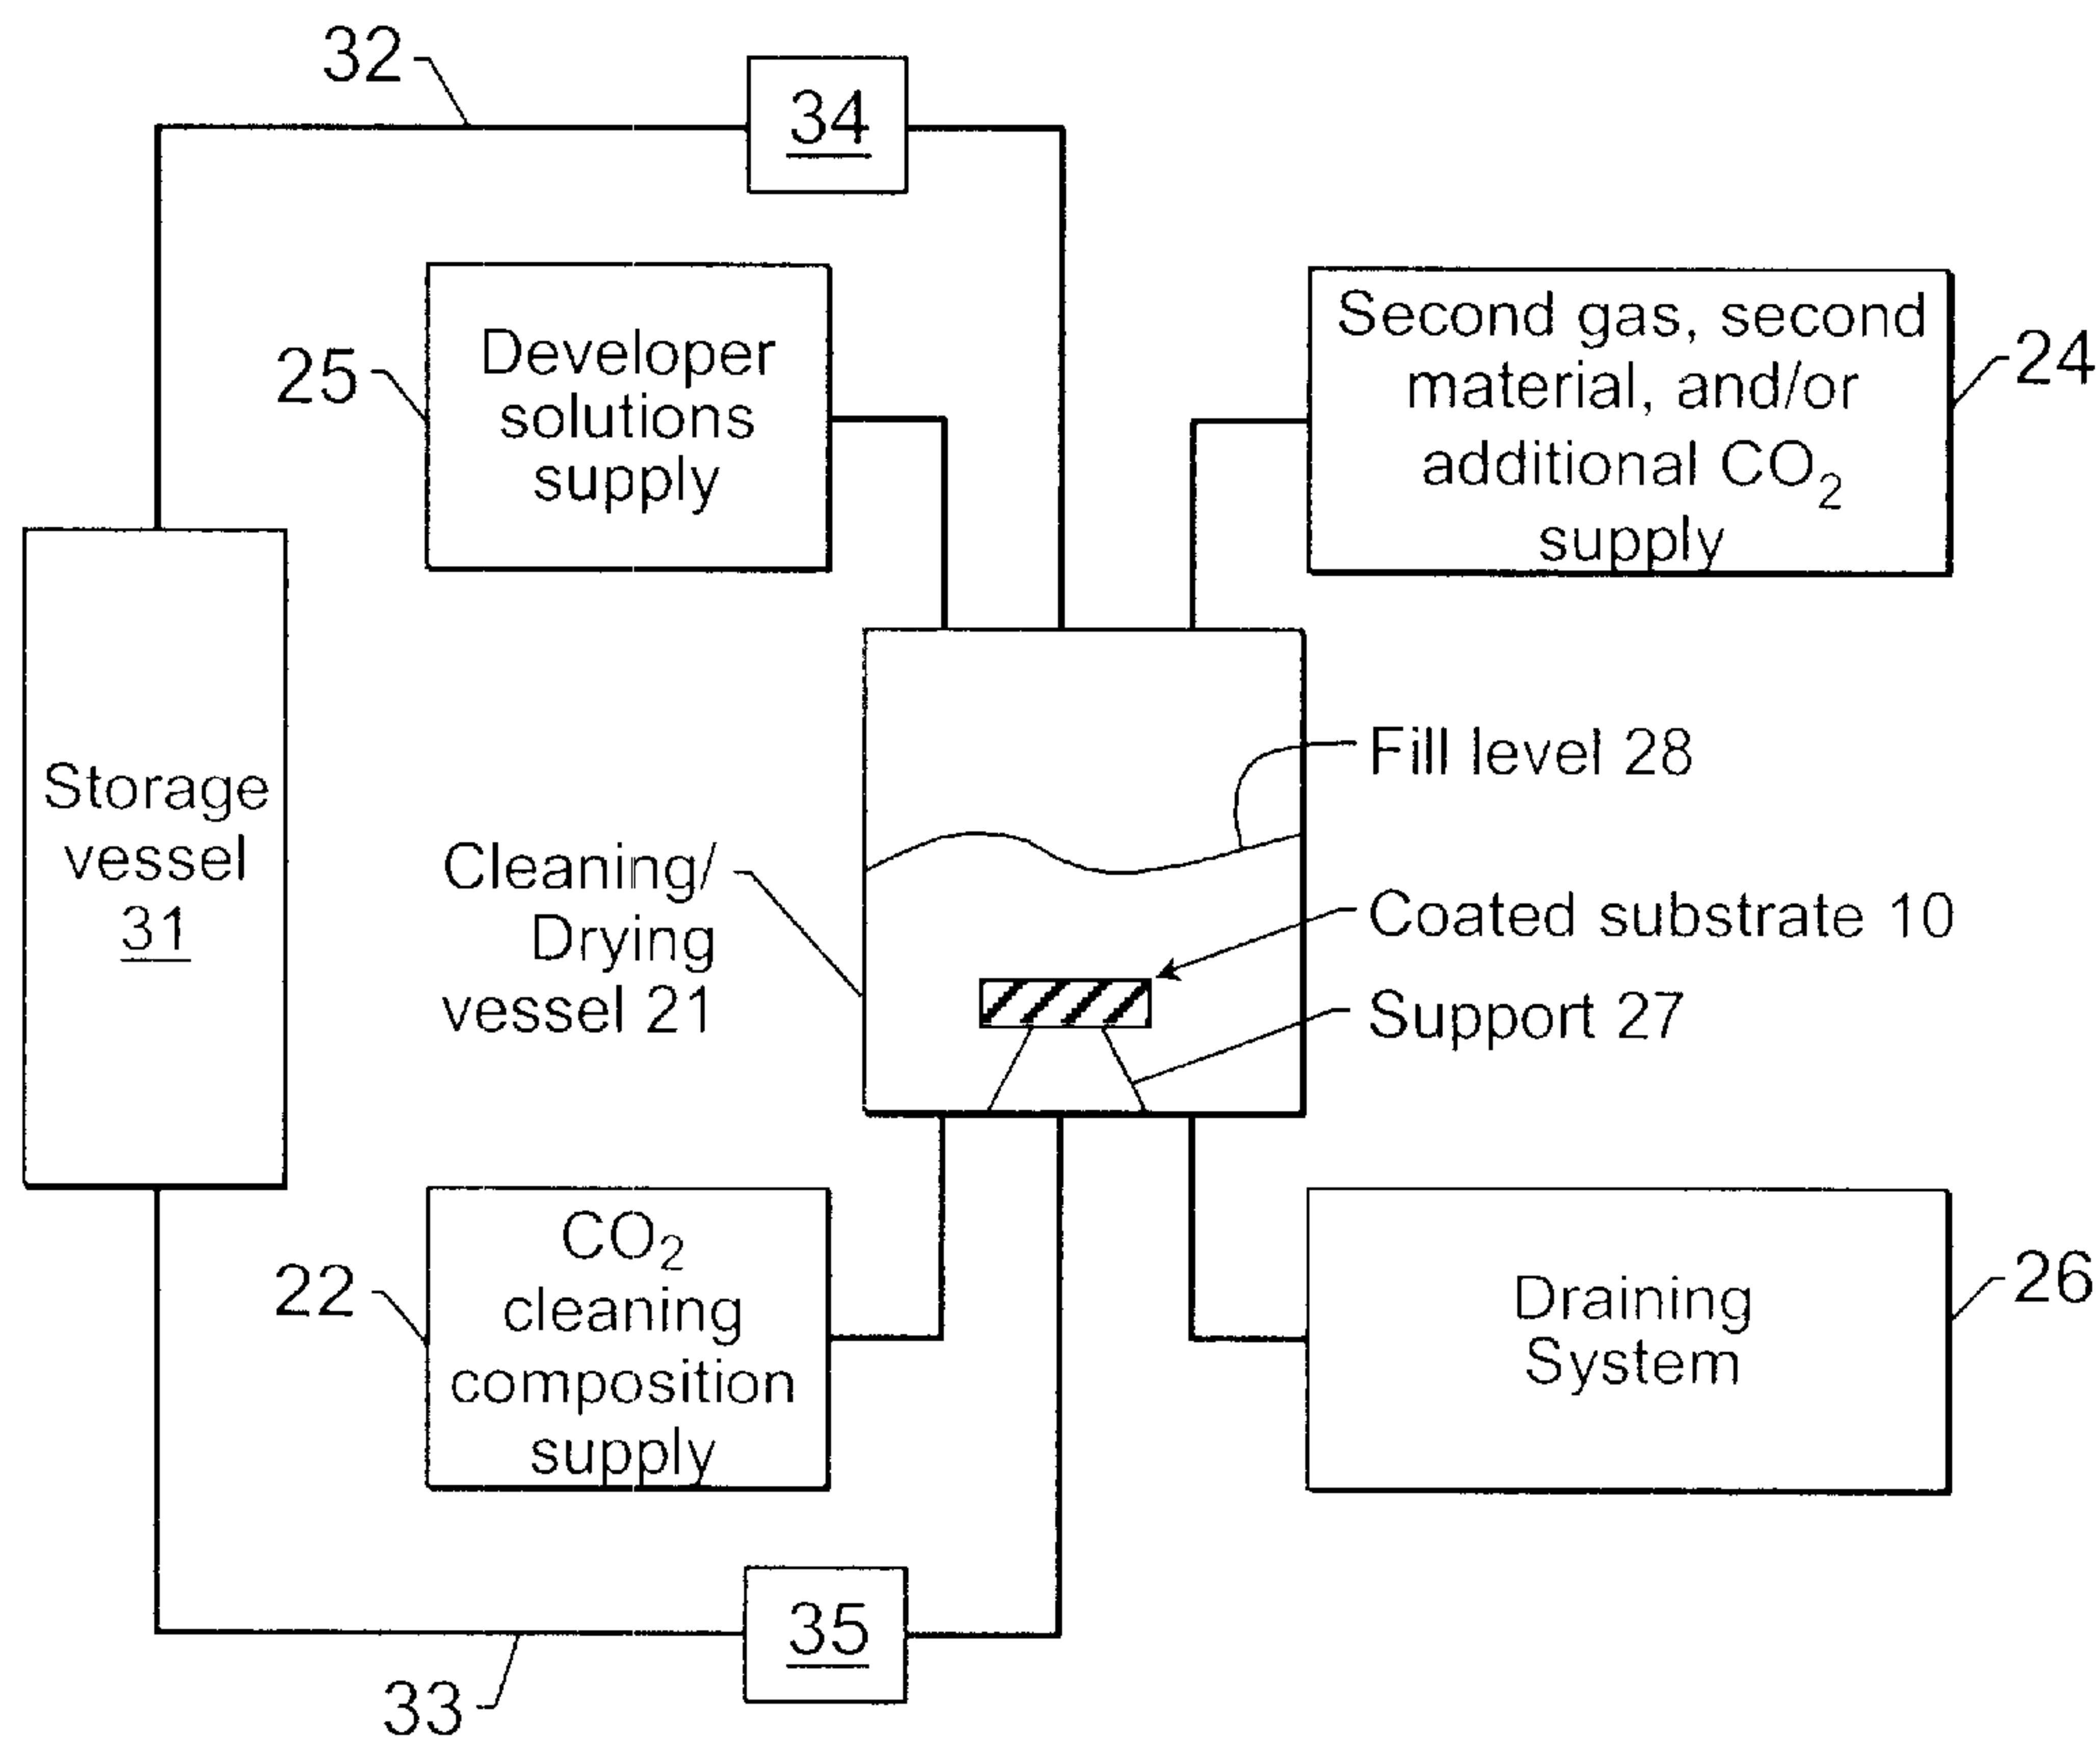 32
34
25
Developer
solutions
supply
Second gas, second
material, and/or
additional CO₂
supply
24
Storage
vessel
31
Fill level 28
Cleaning/
Drying
vessel 21
Coated substrate 10
Support 27
22
CO₂
cleaning
composition
supply
Draining
System
26
35
33